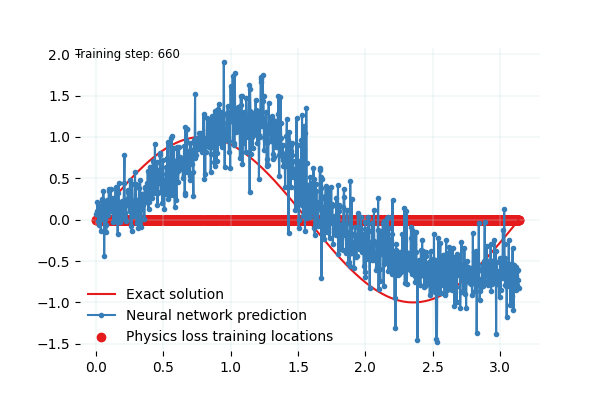 Training step: 660
2.0
1.5
1.0
0.5
0.0
−0.5
−1.0
−1.5
Exact solution
Neural network prediction
Physics loss training locations
0.0 0.5 1.0 1.5 2.0 2.5 3.0